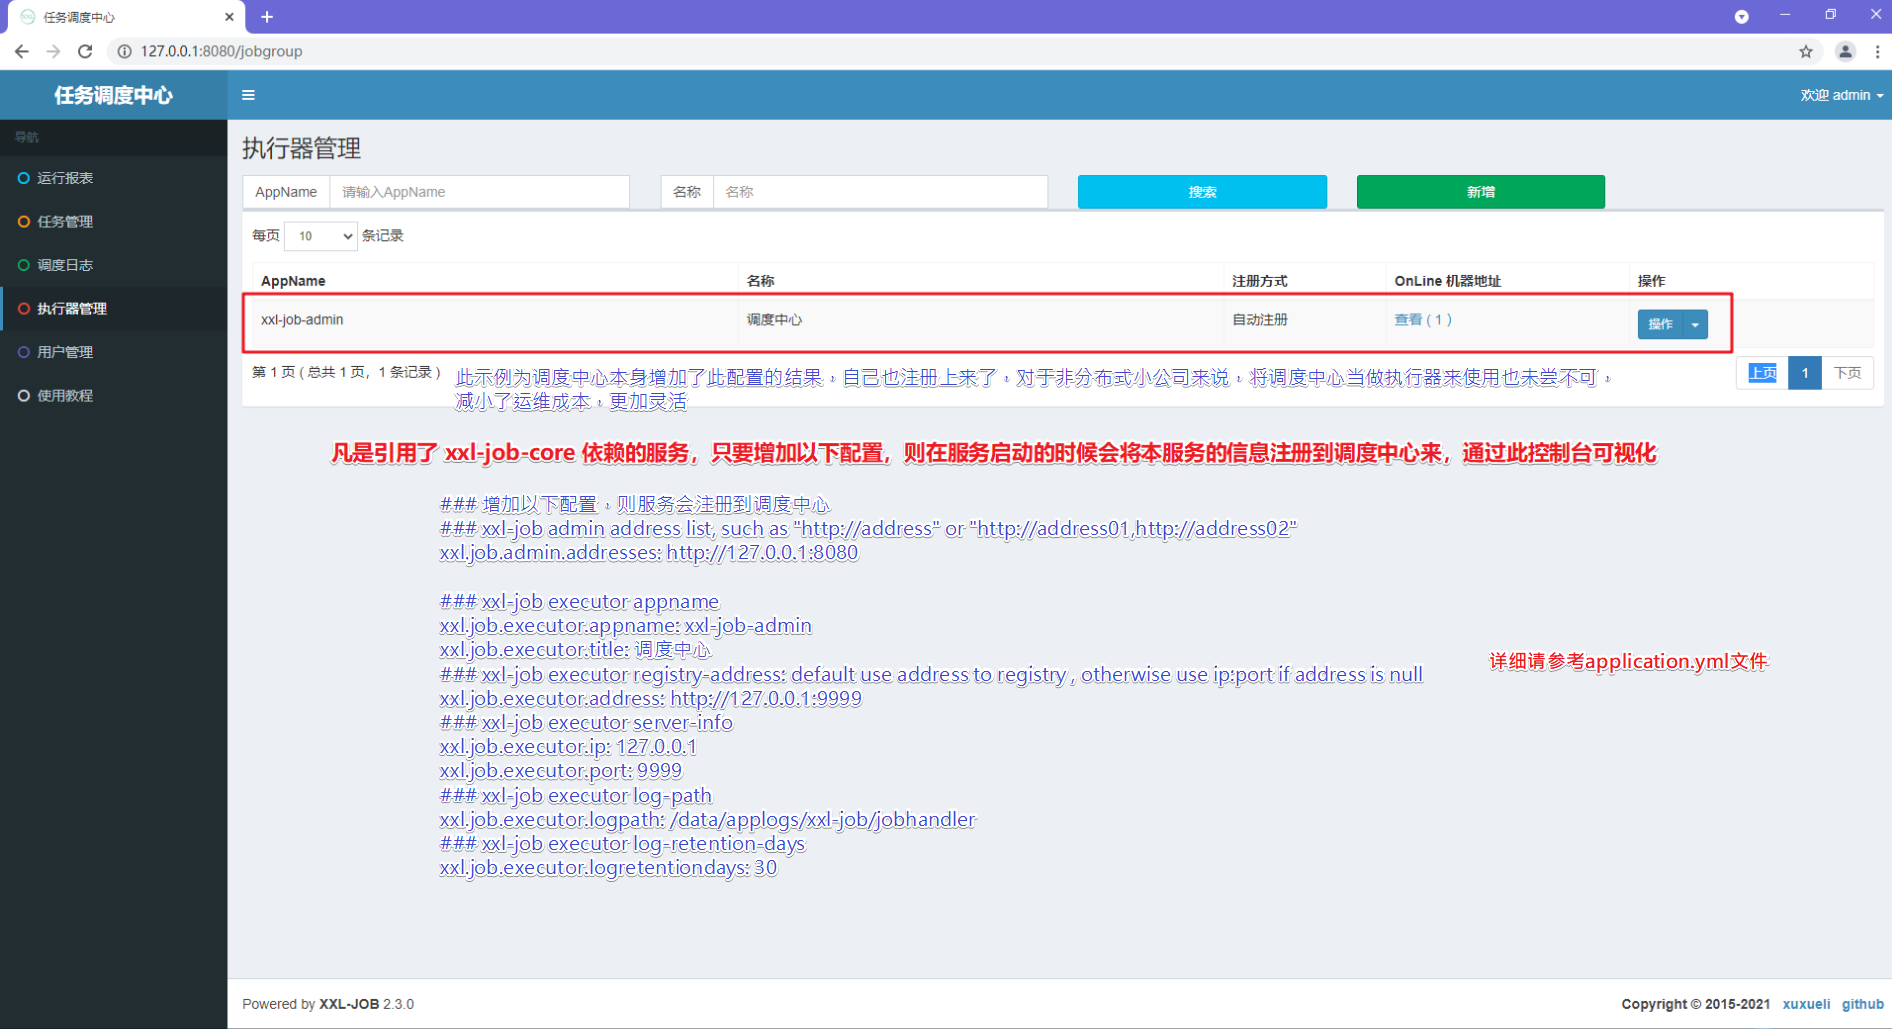 任务调度中心
127.0.0.1:8080/jobgroup
任务调度中心
欢迎 admin
导航
运行报表
任务管理
调度日志
执行器管理
用户管理
使用教程
执行器管理
AppName 请输入AppName 名称 名称 搜索 新增
每页 10 条记录
AppName 名称 注册方式 OnLine 机器地址 操作
xxl-job-admin 调度中心 自动注册 查看 ( 1 ) 操作
第 1 页 ( 总共 1 页，1 条记录 ) 上页 1 下页
此示例为调度中心本身增加了此配置的结果，自己也注册上来了，对于非分布式小公司来说，将调度中心当做执行器来使用也未尝不可，
减小了运维成本，更加灵活
凡是引用了 xxl-job-core 依赖的服务，只要增加以下配置，则在服务启动的时候会将本服务的信息注册到调度中心来，通过此控制台可视化
### 增加以下配置，则服务会注册到调度中心
### xxl-job admin address list, such as "http://address" or "http://address01,http://address02"
xxl.job.admin.addresses: http://127.0.0.1:8080
### xxl-job executor appname
xxl.job.executor.appname: xxl-job-admin
xxl.job.executor.title: 调度中心
### xxl-job executor registry-address: default use address to registry , otherwise use ip:port if address is null
xxl.job.executor.address: http://127.0.0.1:9999
### xxl-job executor server-info
xxl.job.executor.ip: 127.0.0.1
xxl.job.executor.port: 9999
### xxl-job executor log-path
xxl.job.executor.logpath: /data/applogs/xxl-job/jobhandler
### xxl-job executor log-retention-days
xxl.job.executor.logretentiondays: 30
详细请参考application.yml文件
Powered by XXL-JOB 2.3.0
Copyright © 2015-2021 xuxueli github